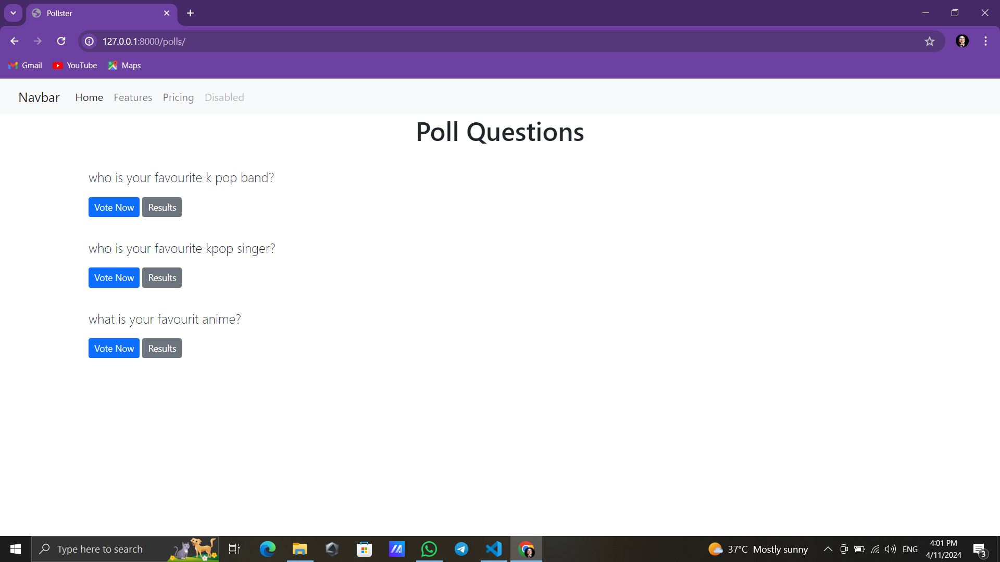 Pollster
127.0.0.1:8000/polls/
Gmail YouTube Maps
Navbar Home Features Pricing Disabled
Poll Questions
who is your favourite k pop band?
Vote Now Results
who is your favourite kpop singer?
Vote Now Results
what is your favourit anime?
Vote Now Results
Type here to search
37°C Mostly sunny
ENG
4:01 PM
4/11/2024
3